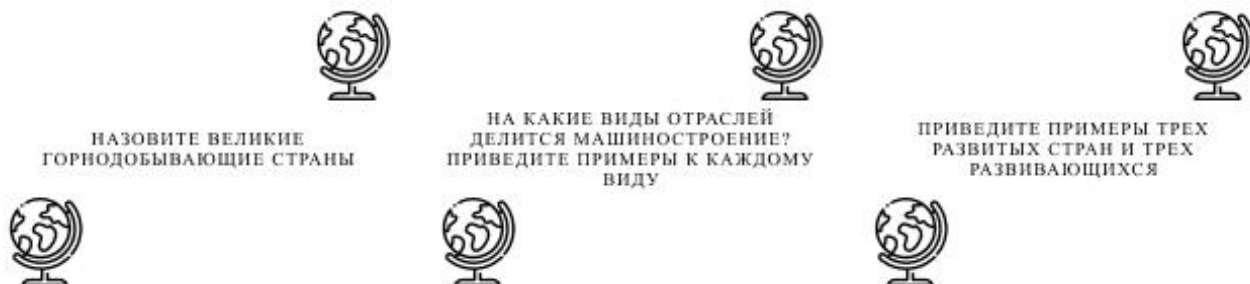 НАЗОВИТЕ ВЕЛИКИЕ
ГОРНОДОБЫВАЮЩИЕ СТРАНЫ
НА КАКИЕ ВИДЫ ОТРАСЛЕЙ
ДЕЛИТСЯ МАШИНОСТРОЕНИЕ?
ПРИВЕДИТЕ ПРИМЕРЫ К КАЖДОМУ
ВИДУ
ПРИВЕДИТЕ ПРИМЕРЫ ТРЕХ
РАЗВИТЫХ СТРАН И ТРЕХ
РАЗВИВАЮЩИХСЯ